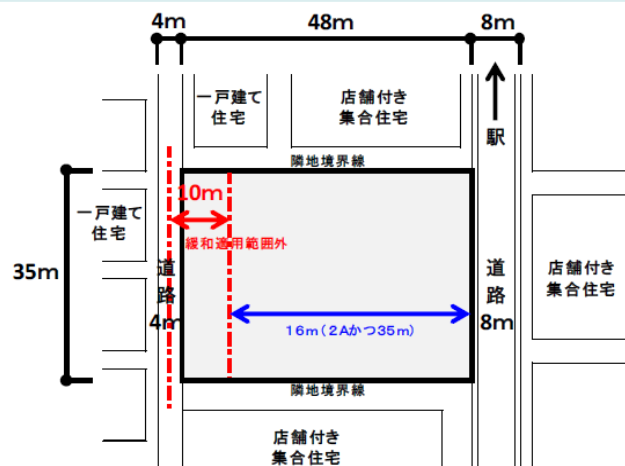 4m
48m
8m
一戸建て
住宅
店舗付き
集合住宅
駅
隣地境界線
10m
緩和適用範囲外
一戸建て
住宅
35m
道路
4m
16m(2Aかつ35m)
道路
8m
店舗付き
集合住宅
隣地境界線
店舗付き
集合住宅